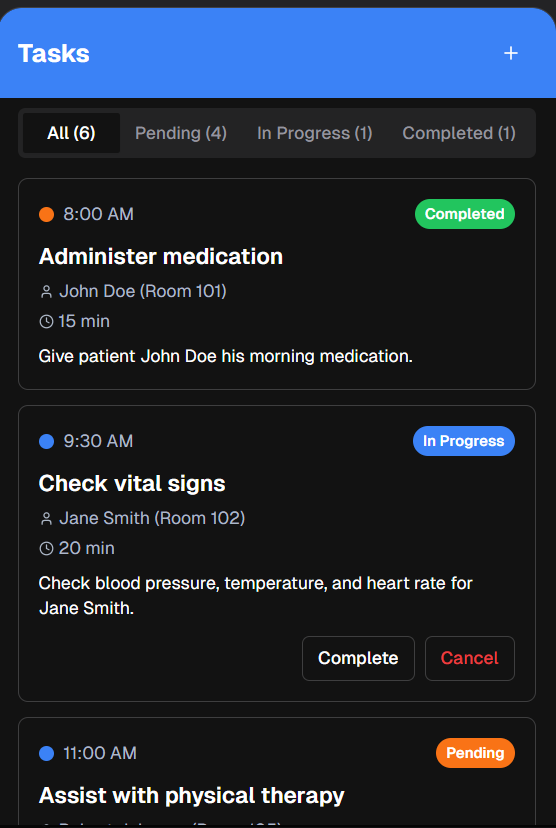 Tasks
All (6) Pending (4) In Progress (1) Completed (1)
8:00 AM Completed
Administer medication
John Doe (Room 101)
15 min
Give patient John Doe his morning medication.
9:30 AM In Progress
Check vital signs
Jane Smith (Room 102)
20 min
Check blood pressure, temperature, and heart rate for
Jane Smith.
Complete Cancel
11:00 AM Pending
Assist with physical therapy